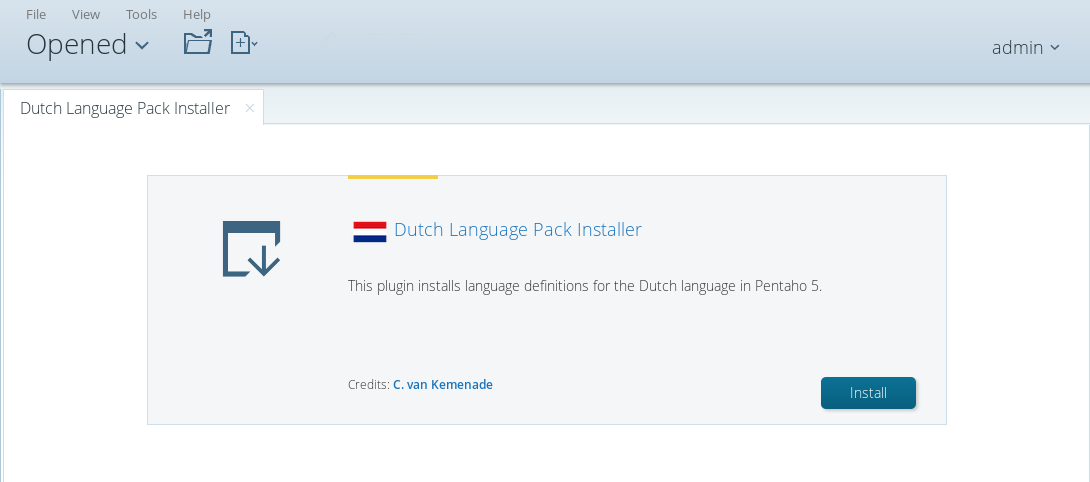 File View Tools Help
Opened
admin
Dutch Language Pack Installer
Dutch Language Pack Installer
This plugin installs language definitions for the Dutch language in Pentaho 5.
Credits: C. van Kemenade
Install